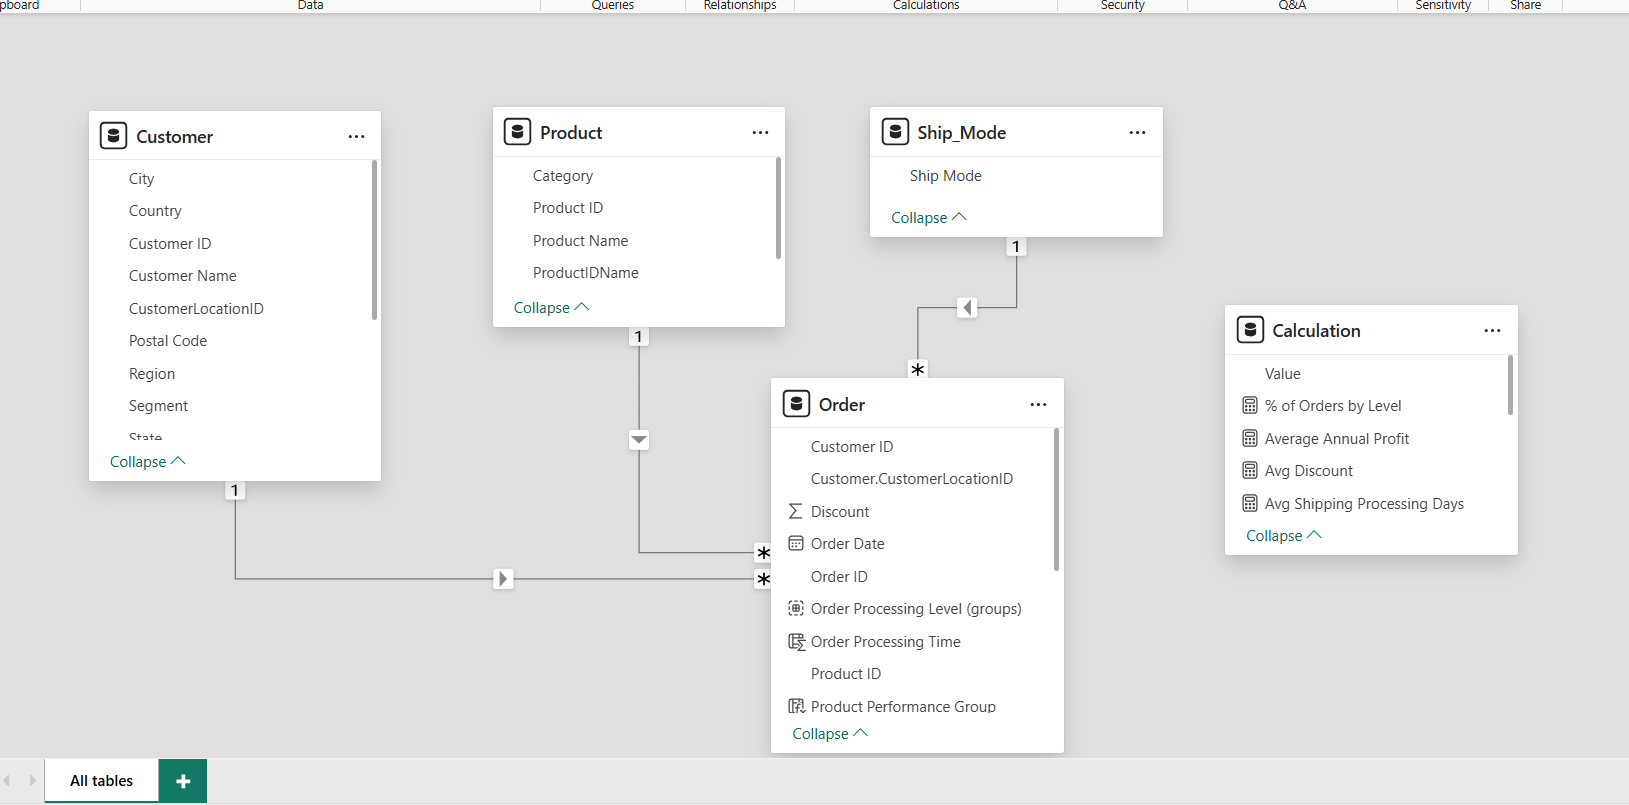 pboard Data Queries Relationships Calculations Security Q&A Sensitivity Share
Customer
City
Country
Customer ID
Customer Name
CustomerLocationID
Postal Code
Region
Segment
State
Collapse
1
Product
Category
Product ID
Product Name
ProductIDName
Collapse
1
Ship_Mode
Ship Mode
Collapse
1
*
Order
Customer ID
Customer.CustomerLocationID
Discount
Order Date
Order ID
Order Processing Level (groups)
Order Processing Time
Product ID
Product Performance Group
Collapse
*
*
Calculation
Value
% of Orders by Level
Average Annual Profit
Avg Discount
Avg Shipping Processing Days
Collapse
All tables